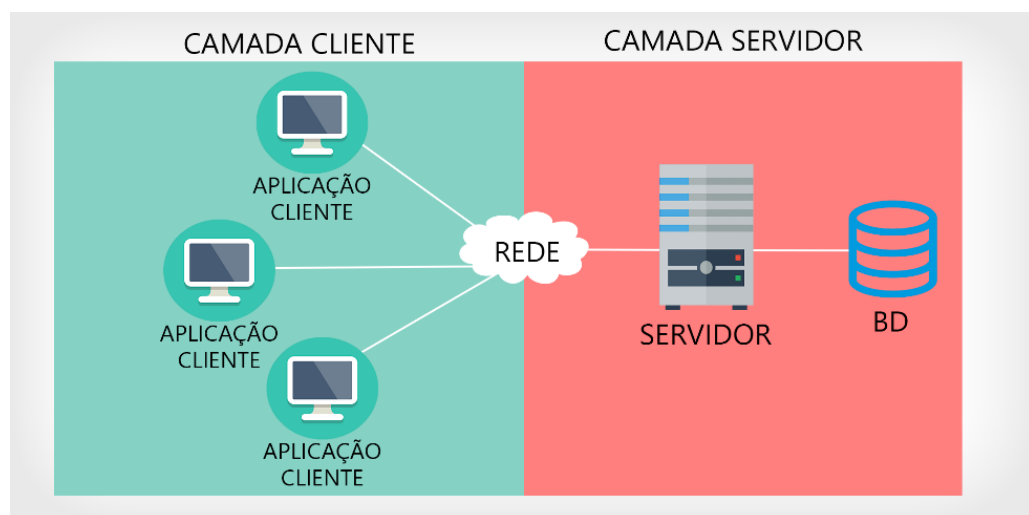 CAMADA CLIENTE
CAMADA SERVIDOR
APLICAÇÃO
CLIENTE
REDE
APLICAÇÃO
CLIENTE
SERVIDOR
BD
APLICAÇÃO
CLIENTE